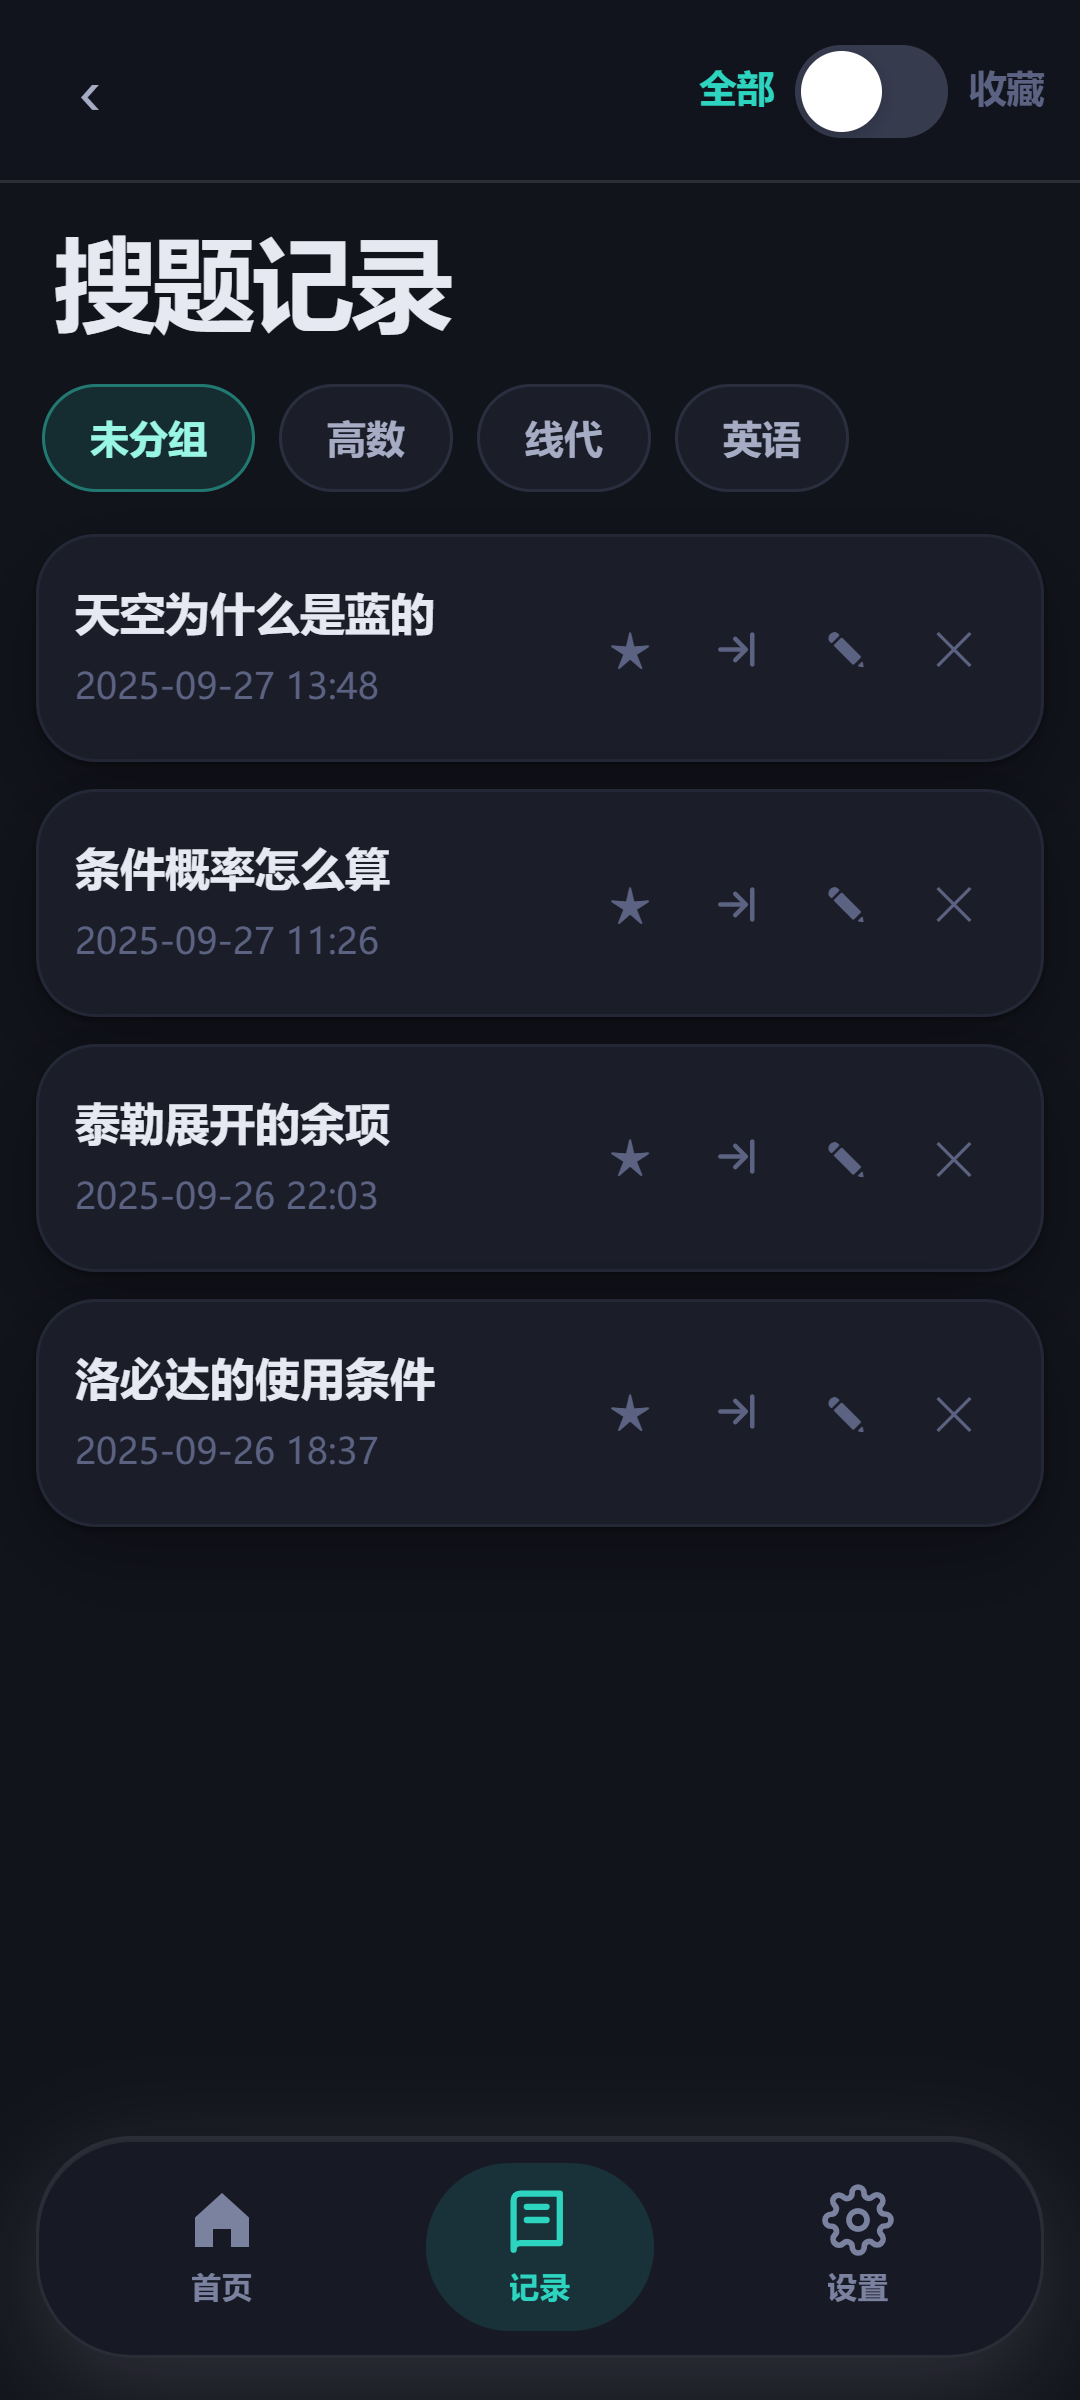 全部 收藏
搜题记录
未分组 高数 线代 英语
天空为什么是蓝的
2025-09-27 13:48
条件概率怎么算
2025-09-27 11:26
泰勒展开的余项
2025-09-26 22:03
洛必达的使用条件
2025-09-26 18:37
首页 记录 设置